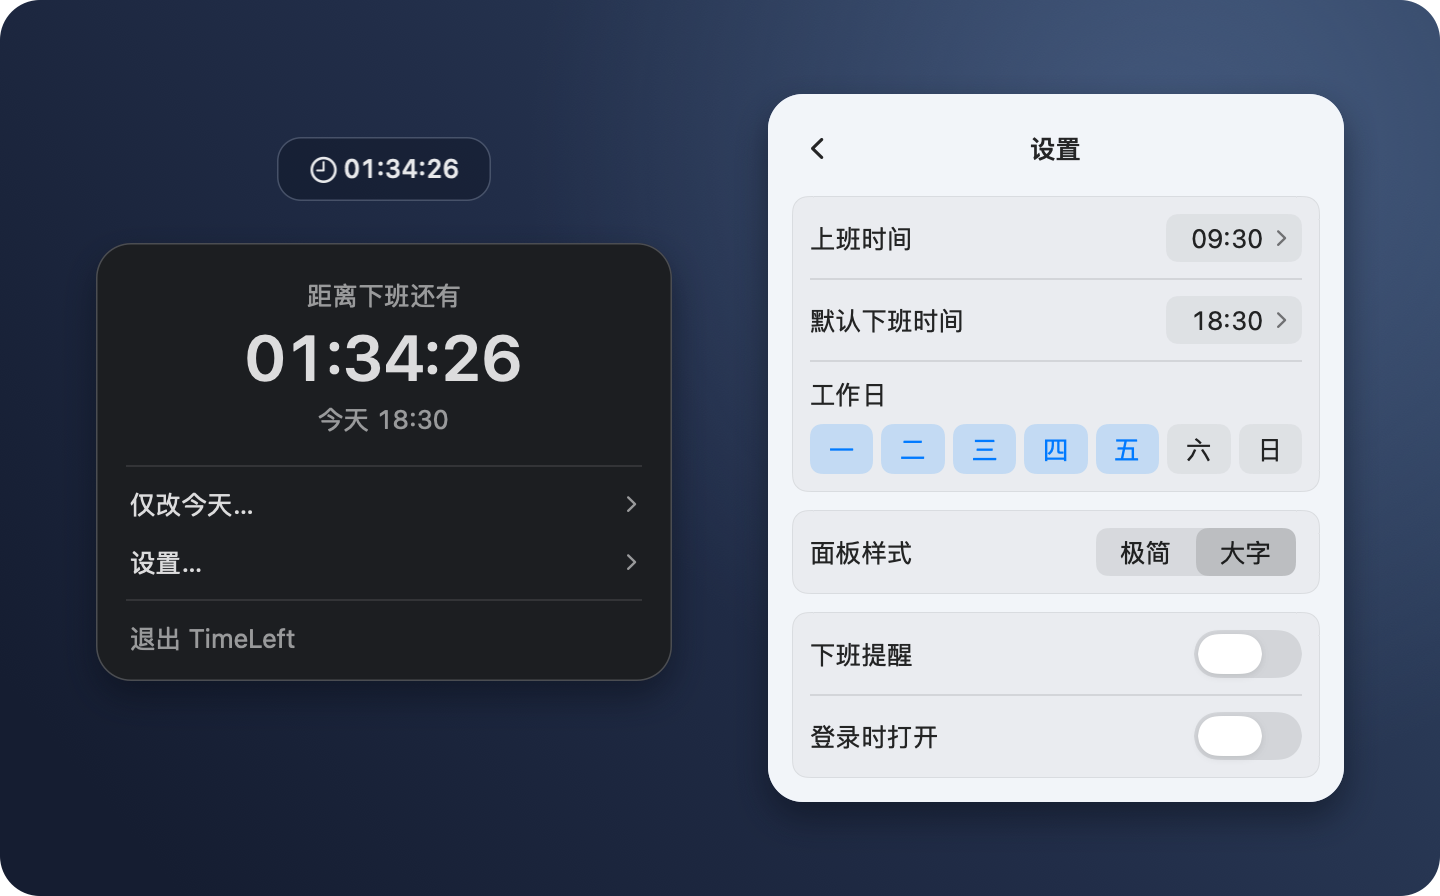 01:34:26
距离下班还有
01:34:26
今天 18:30
仅改今天...
设置...
退出 TimeLeft
设置
上班时间 09:30
默认下班时间 18:30
工作日
一 二 三 四 五 六 日
面板样式 极简 大字
下班提醒
登录时打开